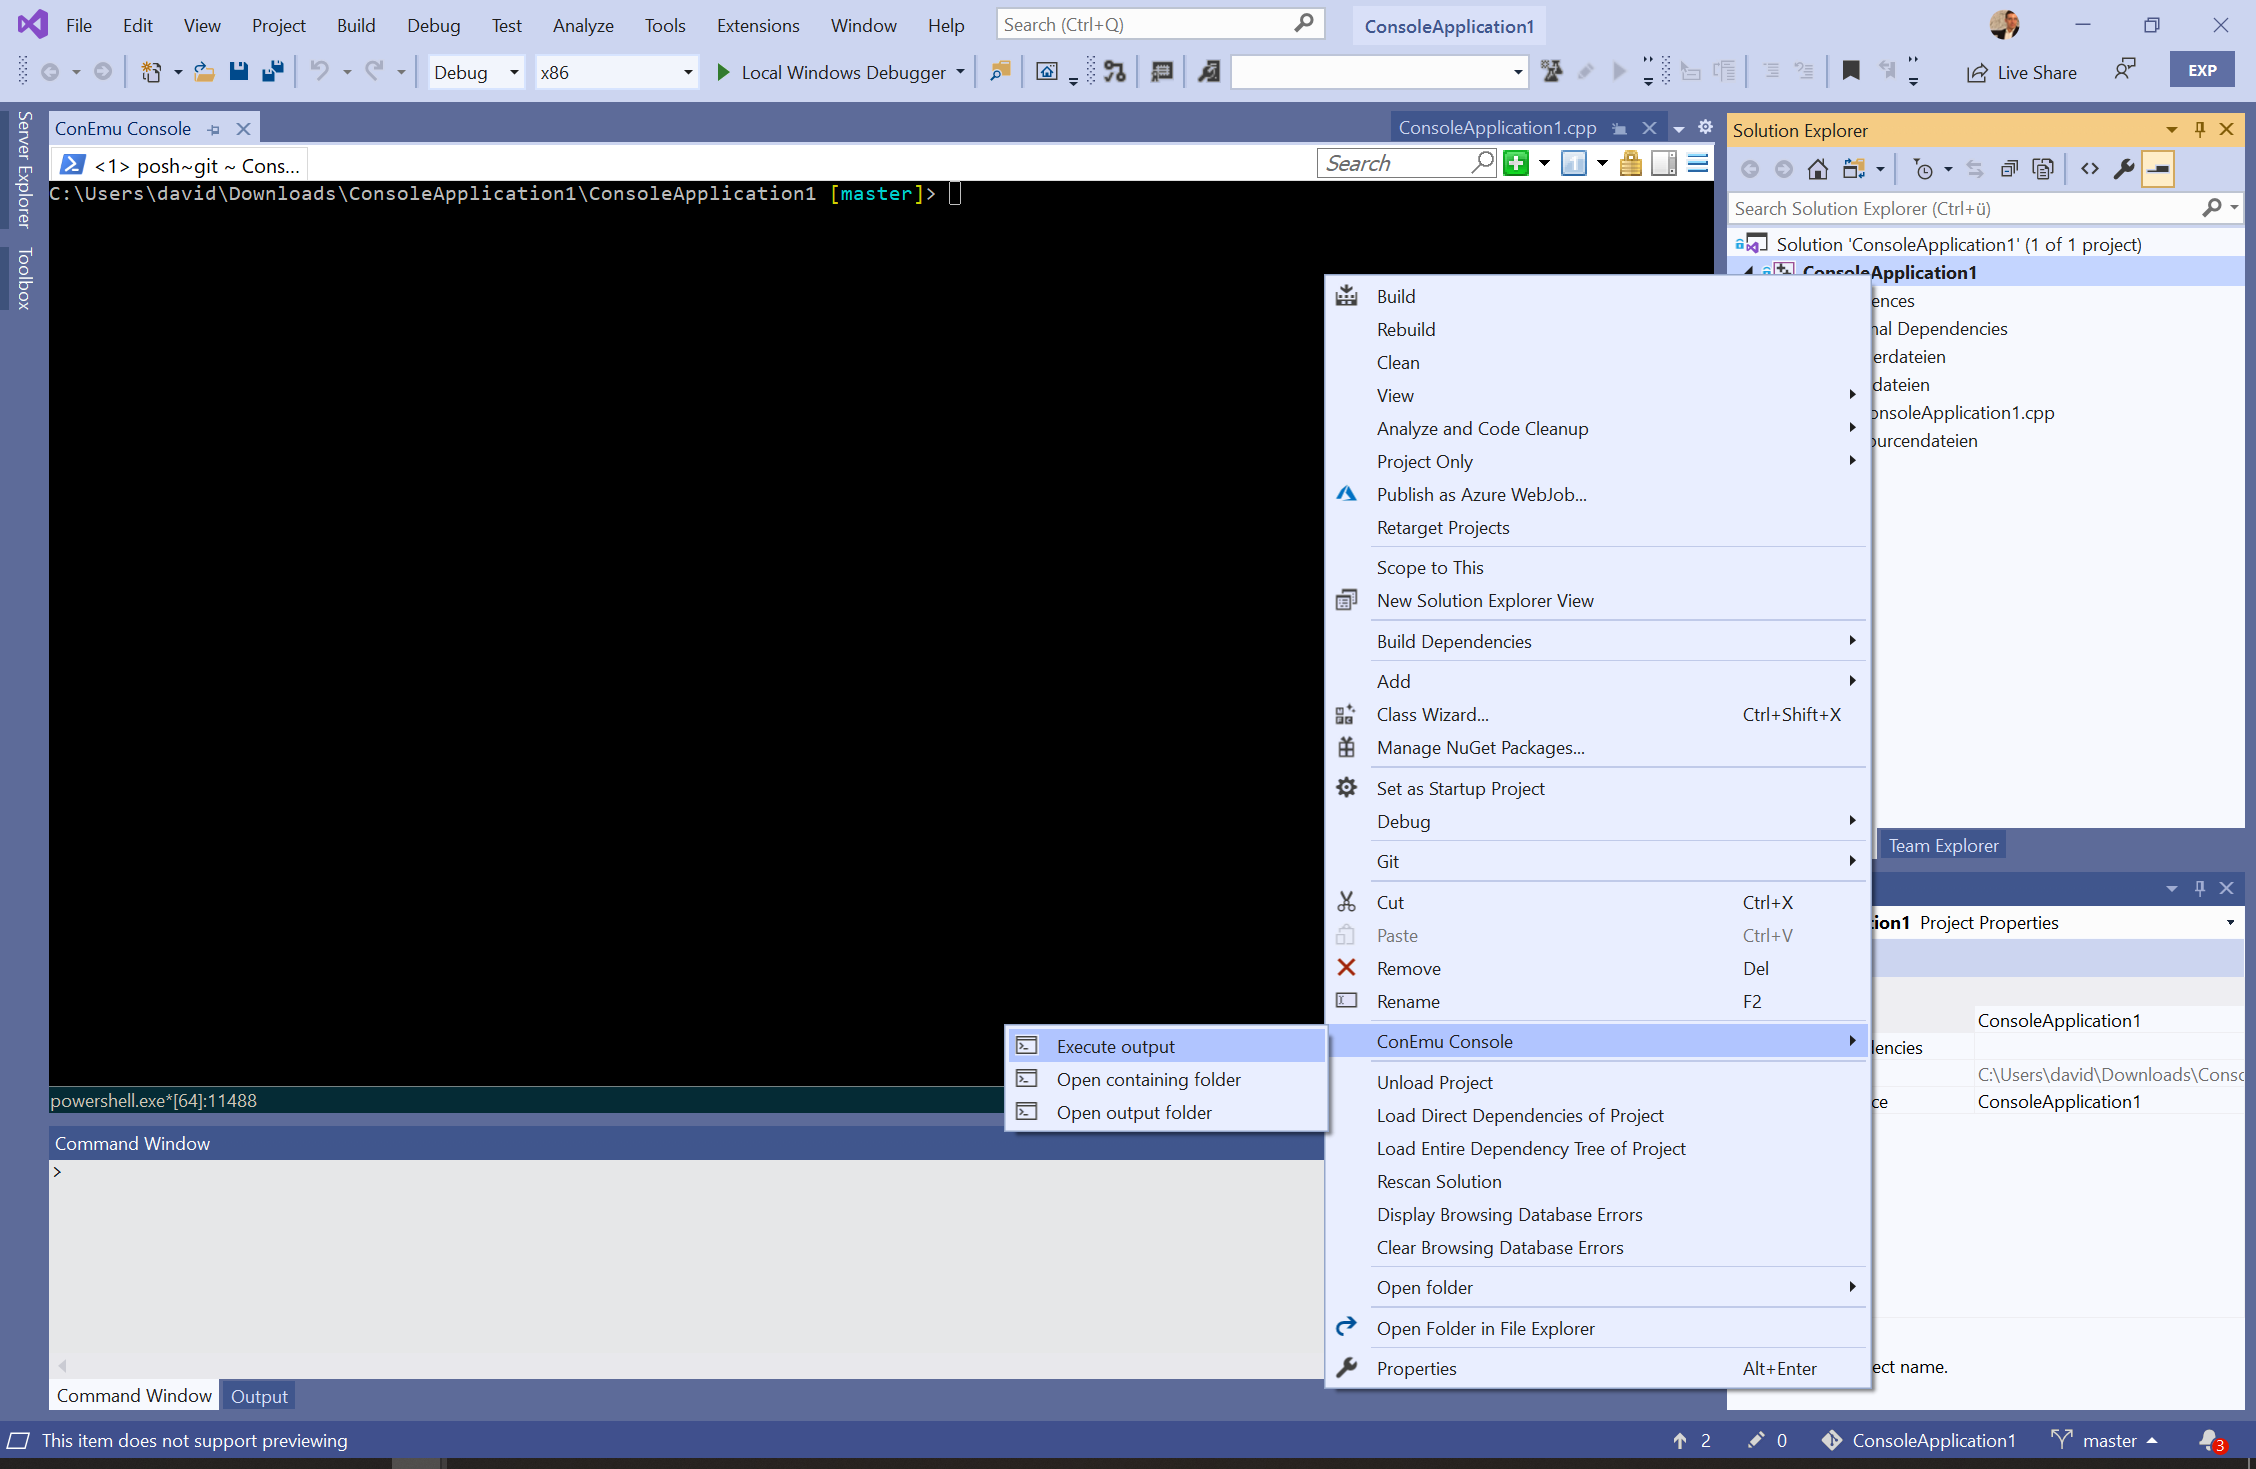 File Edit View Project Build Debug Test Analyze Tools Extensions Window Help Search (Ctrl+Q) ConsoleApplication1
Debug x86 Local Windows Debugger Live Share EXP
Server Explorer
Toolbox
ConEmu Console
ConsoleApplication1.cpp
<1> posh~git ~ Cons...
Search
1
C:\Users\david\Downloads\ConsoleApplication1\ConsoleApplication1 [master]>
powershell.exe*[64]:11488
Command Window
>
Command Window Output
Solution Explorer
Search Solution Explorer (Ctrl+ü)
Solution 'ConsoleApplication1' (1 of 1 project)
ConsoleApplication1
ences
nal Dependencies
erdateien
dateien
onsoleApplication1.cpp
ourcendateien
Build
Rebuild
Clean
View
Analyze and Code Cleanup
Project Only
Publish as Azure WebJob...
Retarget Projects
Scope to This
New Solution Explorer View
Build Dependencies
Add
Class Wizard... Ctrl+Shift+X
Manage NuGet Packages...
Set as Startup Project
Debug
Git
Cut Ctrl+X
Paste Ctrl+V
Remove Del
Rename F2
ConEmu Console
Unload Project
Load Direct Dependencies of Project
Load Entire Dependency Tree of Project
Rescan Solution
Display Browsing Database Errors
Clear Browsing Database Errors
Open folder
Open Folder in File Explorer
Properties Alt+Enter
Execute output
Open containing folder
Open output folder
Team Explorer
tion1 Project Properties
ConsoleApplication1
lencies
C:\Users\david\Downloads\Consc
ce ConsoleApplication1
ect name.
This item does not support previewing
2 0 ConsoleApplication1 master 3